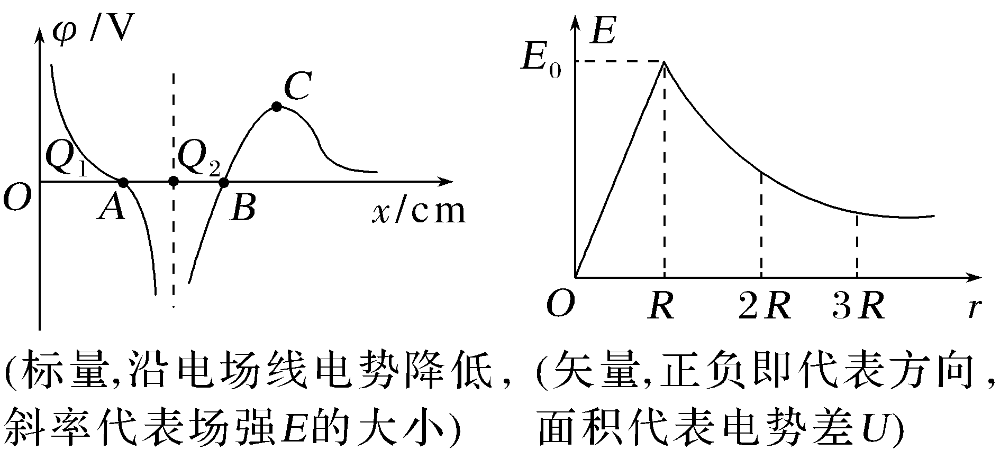 φ/V
E
E₀
C
Q₁
Q₂
O
A
B
x/cm
O
R
2R
3R
r
(标量,沿电场线电势降低,
斜率代表场强E的大小)
(矢量,正负即代表方向,
面积代表电势差U)